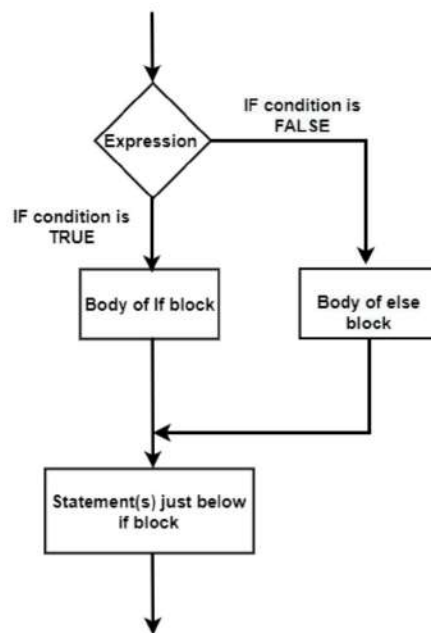 IF condition is
FALSE
Expression
IF condition is
TRUE
Body of If block
Body of else
block
Statement(s) just below
if block